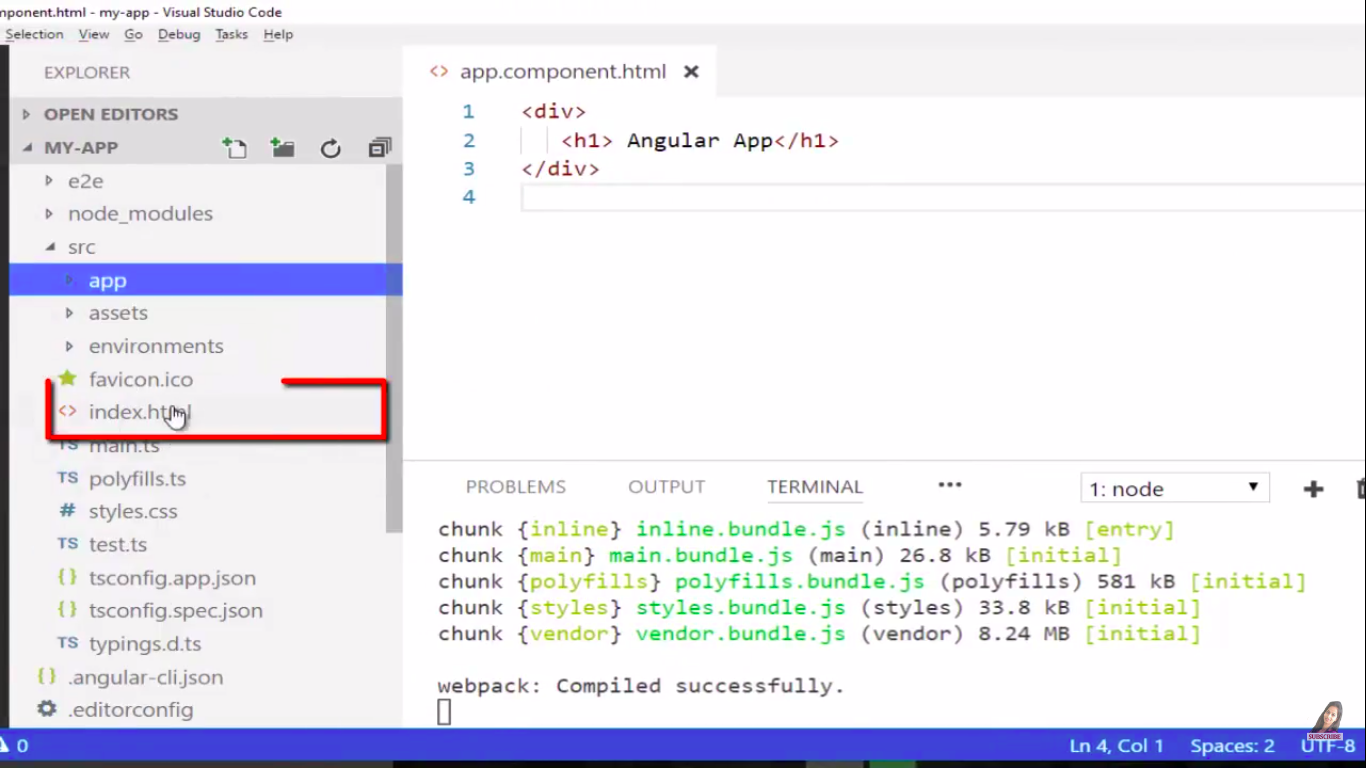 mponent.html - my-app - Visual Studio Code
Selection View Go Debug Tasks Help
EXPLORER
OPEN EDITORS
MY-APP
e2e
node_modules
src
app
assets
environments
favicon.ico
<> index.html
TS main.ts
TS polyfills.ts
# styles.css
TS test.ts
{} tsconfig.app.json
{} tsconfig.spec.json
TS typings.d.ts
{} .angular-cli.json
.editorconfig
<> app.component.html ×
1 <div>
2 <h1> Angular App</h1>
3 </div>
4
PROBLEMS OUTPUT TERMINAL ••• 1: node
chunk {inline} inline.bundle.js (inline) 5.79 kB [entry]
chunk {main} main.bundle.js (main) 26.8 kB [initial]
chunk {polyfills} polyfills.bundle.js (polyfills) 581 kB [initial]
chunk {styles} styles.bundle.js (styles) 33.8 kB [initial]
chunk {vendor} vendor.bundle.js (vendor) 8.24 MB [initial]
webpack: Compiled successfully.
SUBSCRIBE
0 Ln 4, Col 1 Spaces: 2 UTF-8